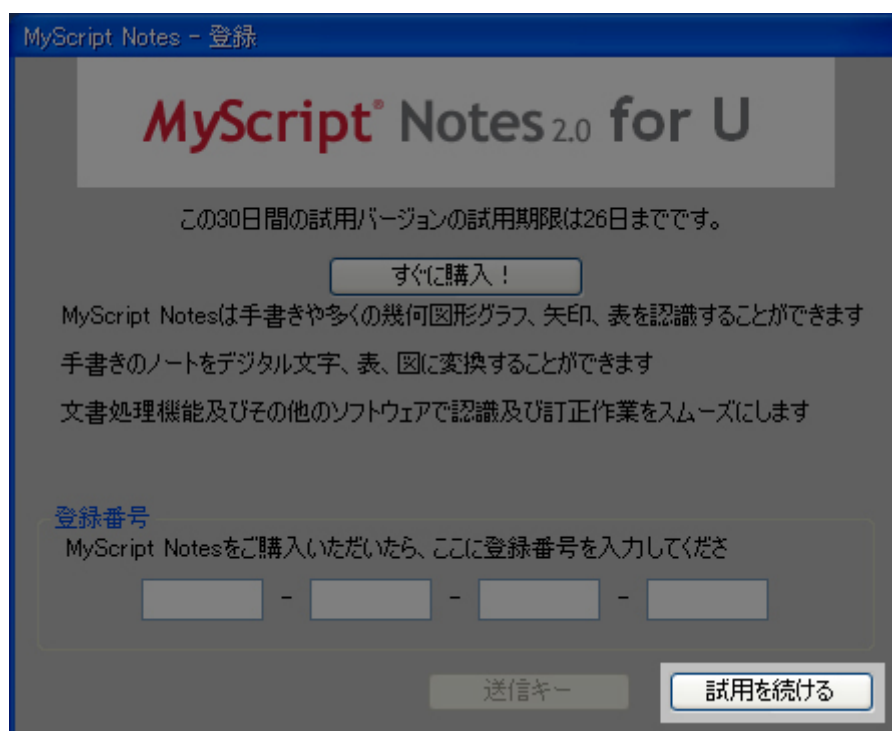 MyScript Notes - 登録
MyScript® Notes 2.0 for U
この30日間の試用バージョンの試用期限は26日までです。
すぐに購入！
MyScript Notesは手書きや多くの幾何図形グラフ、矢印、表を認識することができます
手書きのノートをデジタル文字、表、図に変換することができます
文書処理機能及びその他のソフトウェアで認識及び訂正作業をスムーズにします
登録番号
MyScript Notesをご購入いただいたら、ここに登録番号を入力してくださ
- - -
送信キー 試用を続ける